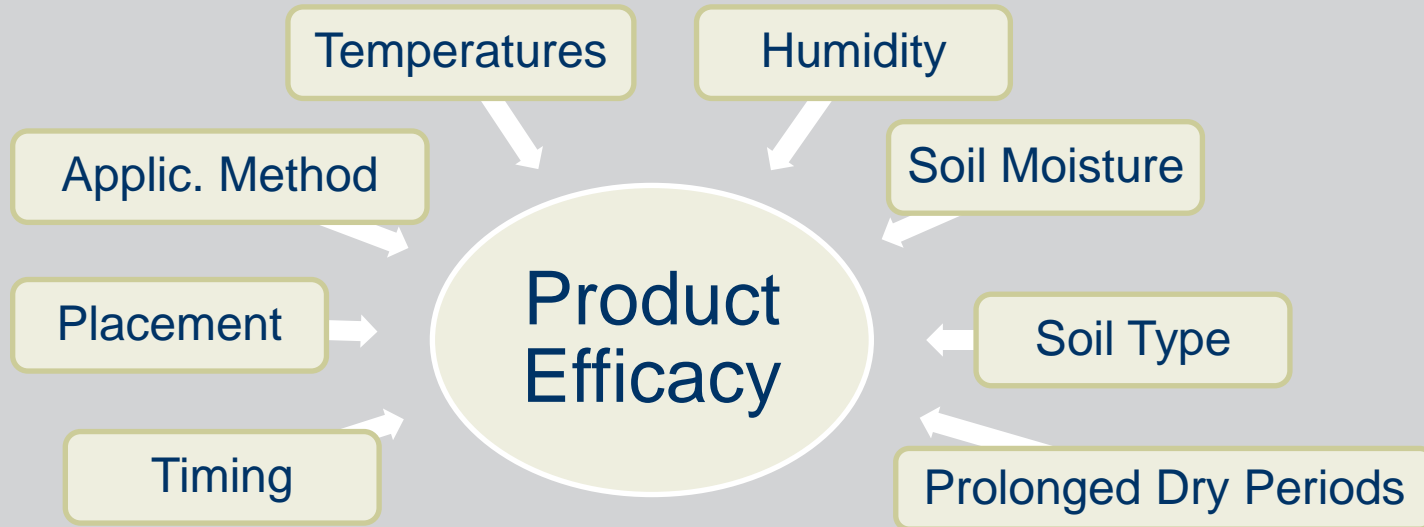 Temperatures
Humidity
Applic. Method
Soil Moisture
Placement
Product
Efficacy
Soil Type
Timing
Prolonged Dry Periods